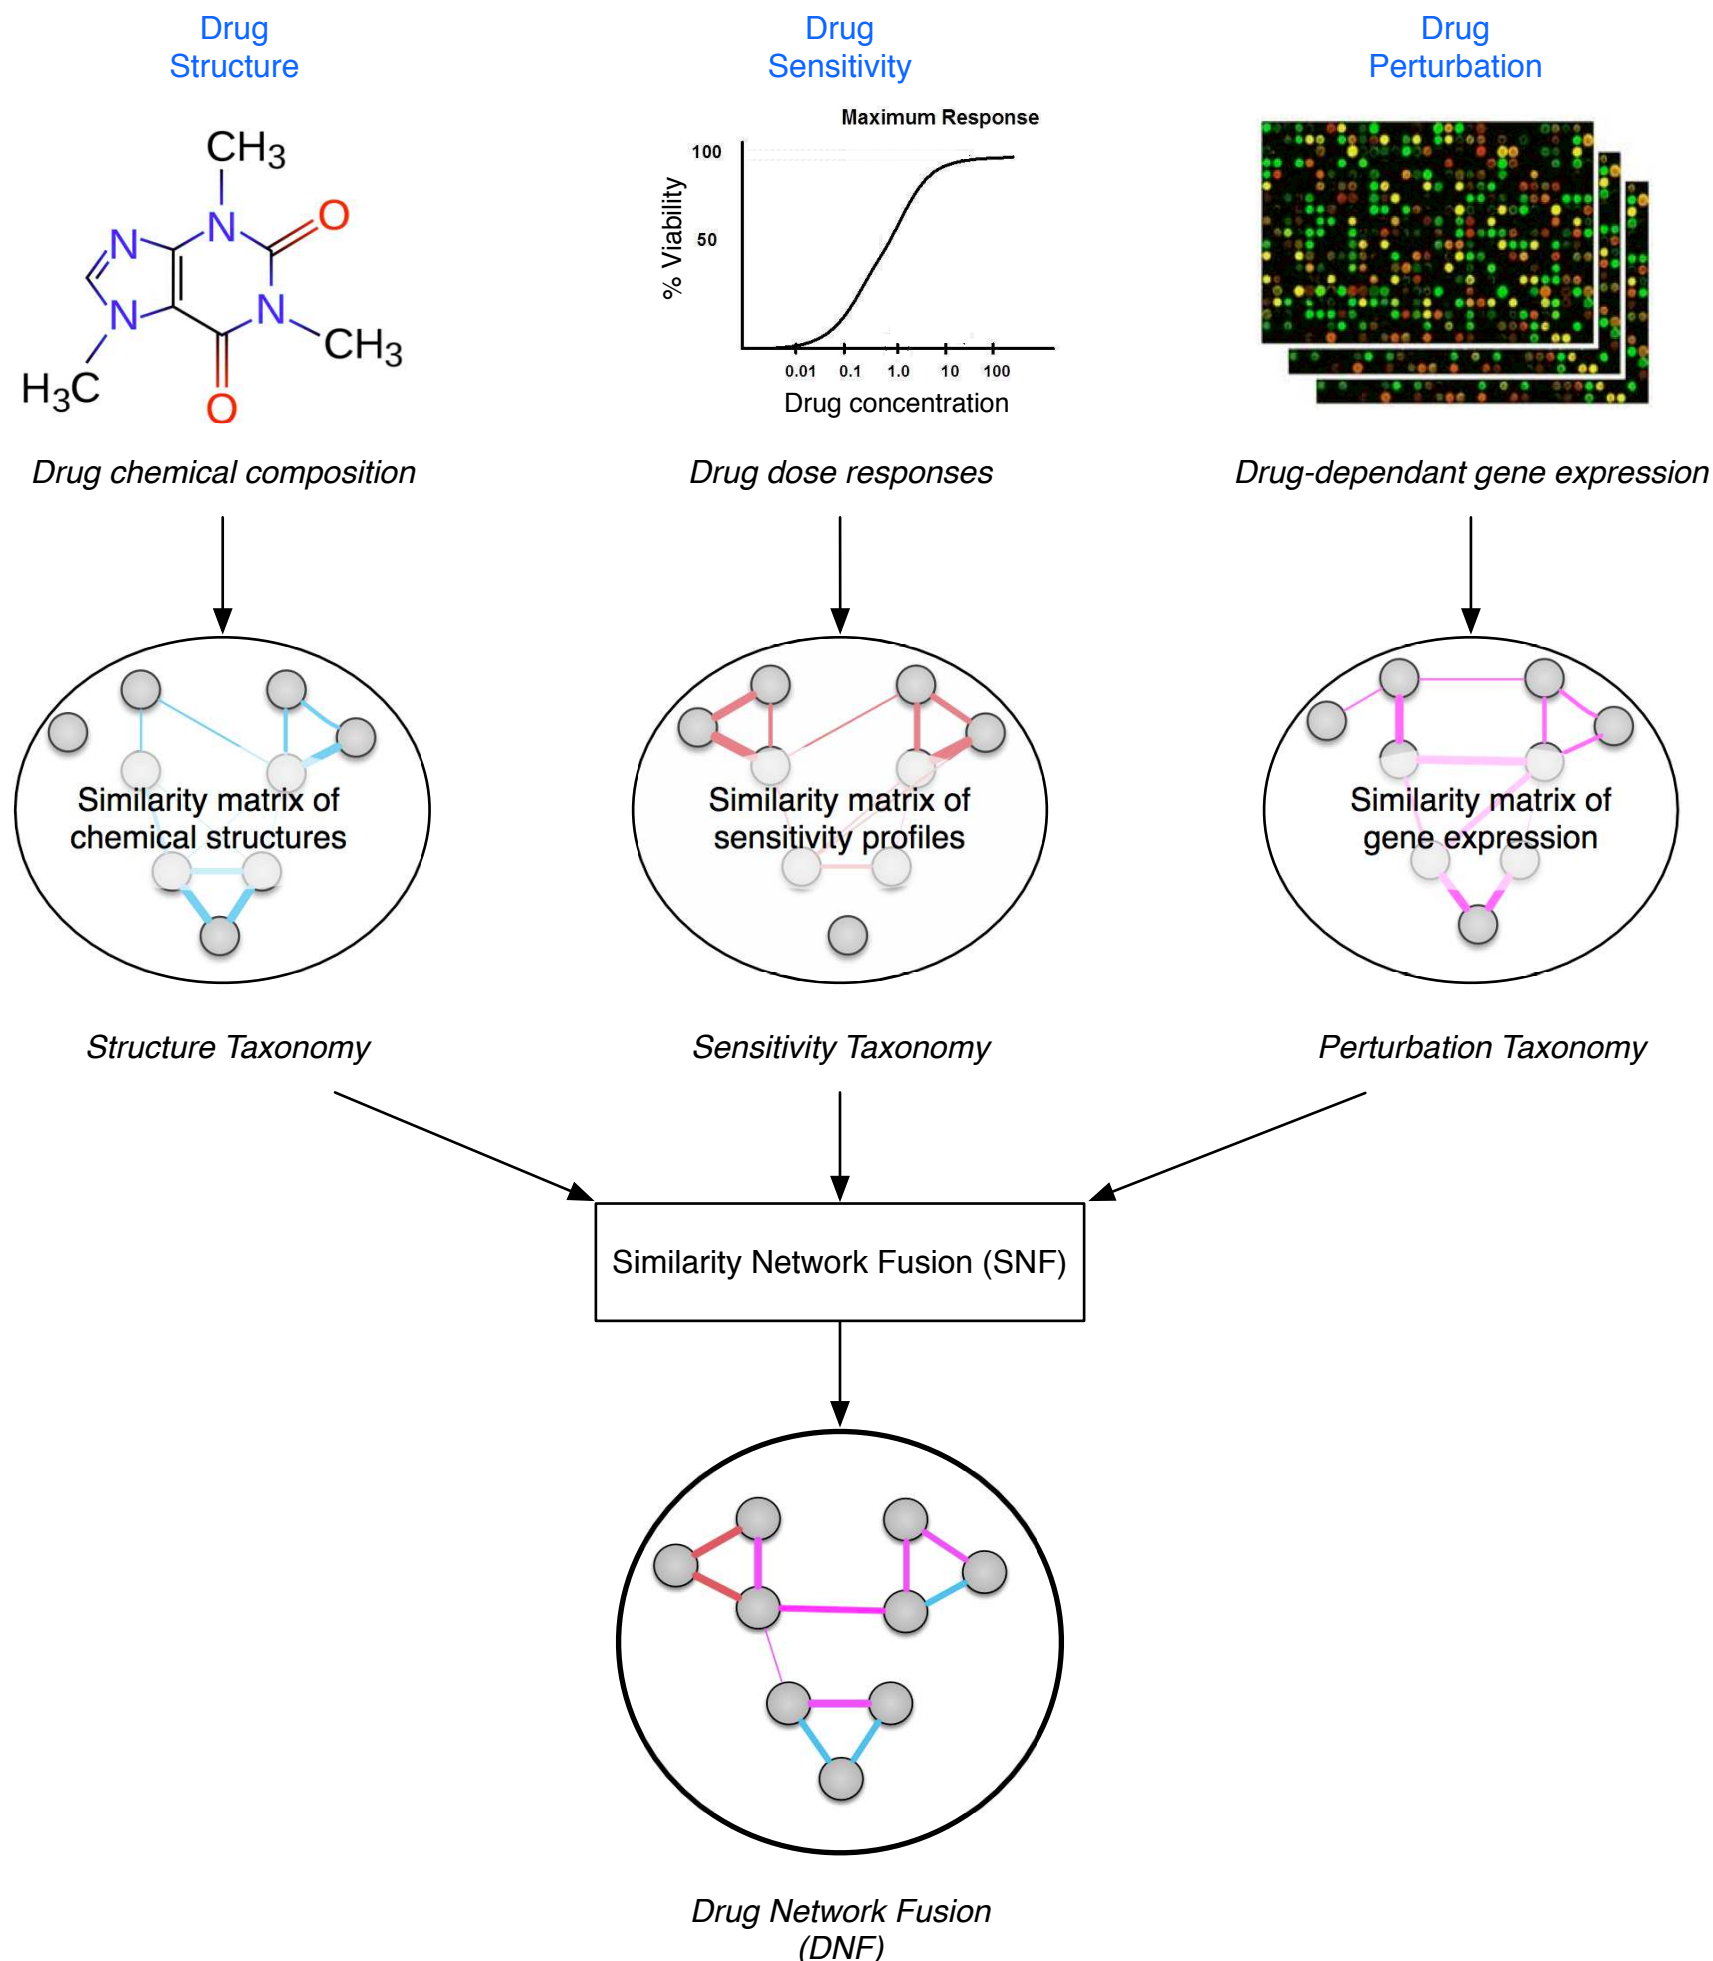 Drug
Structure
Drug
Sensitivity
Drug
Perturbation
CH3
N
O
N
N
N
CH3
H3C
O
Maximum Response
100
50
% Viability
0.01 0.1 1.0 10 100
Drug concentration
Drug chemical composition
Drug dose responses
Drug-dependant gene expression
Similarity matrix of
chemical structures
Similarity matrix of
sensitivity profiles
Similarity matrix of
gene expression
Structure Taxonomy
Sensitivity Taxonomy
Perturbation Taxonomy
Similarity Network Fusion (SNF)
Drug Network Fusion
(DNF)